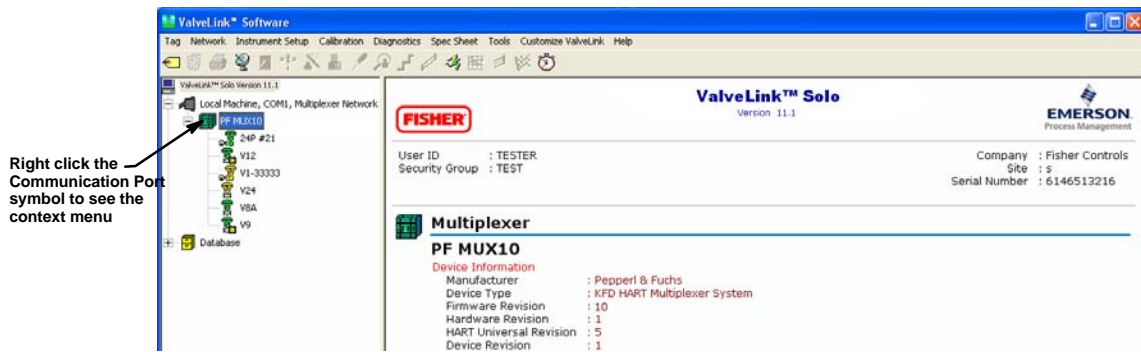 ValveLink™ Software
Tag Network Instrument Setup Calibration Diagnostics Spec Sheet Tools Customize ValveLink Help
ValveLink™ Solo Version 11.1
Local Machine, COM1, Multiplexer Network
PF MUX10
24P #21
V12
V1-33333
V24
V8A
V9
Database
Right click the
Communication Port
symbol to see the
context menu
FISHER
ValveLink™ Solo
Version 11.1
EMERSON
Process Management
User ID : TESTER
Security Group : TEST
Company : Fisher Controls
Site : s
Serial Number : 6146513216
Multiplexer
PF MUX10
Device Information
Manufacturer : Pepperl & Fuchs
Device Type : KFD HART Multiplexer System
Firmware Revision : 10
Hardware Revision : 1
HART Universal Revision : 5
Device Revision : 1